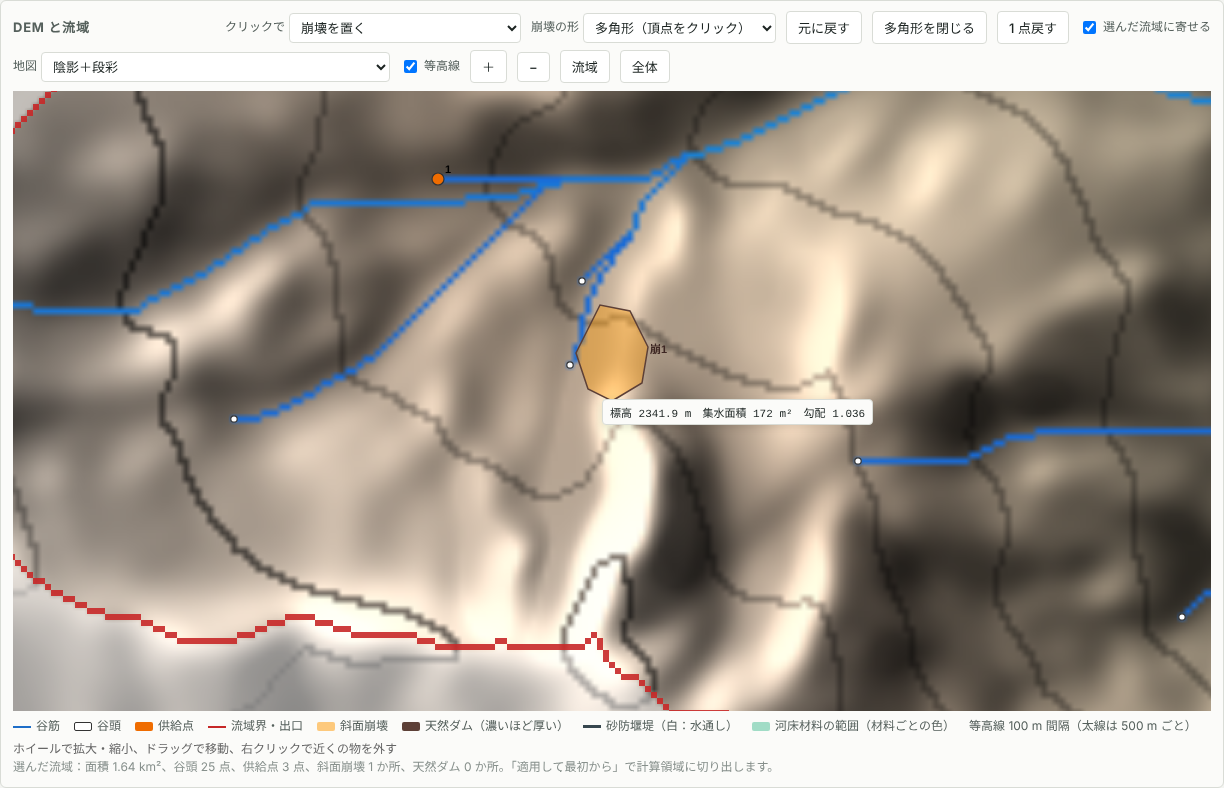 DEM と流域 クリックで 崩壊を置く 崩壊の形 多角形（頂点をクリック） 元に戻す 多角形を閉じる 1 点戻す 選んだ流域に寄せる
地図 陰影＋段彩 等高線 ＋ － 流域 全体
1
崩1
標高 2341.9 m 集水面積 172 m² 勾配 1.036
谷筋 谷頭 供給点 流域界・出口 斜面崩壊 天然ダム（濃いほど厚い） 砂防堰堤（白：水通し） 河床材料の範囲（材料ごとの色） 等高線 100 m 間隔（太線は 500 m ごと）
ホイールで拡大・縮小、ドラッグで移動、右クリックで近くの物を外す
選んだ流域：面積 1.64 km²、谷頭 25 点、供給点 3 点、斜面崩壊 1 か所、天然ダム 0 か所。「適用して最初から」で計算領域に切り出します。